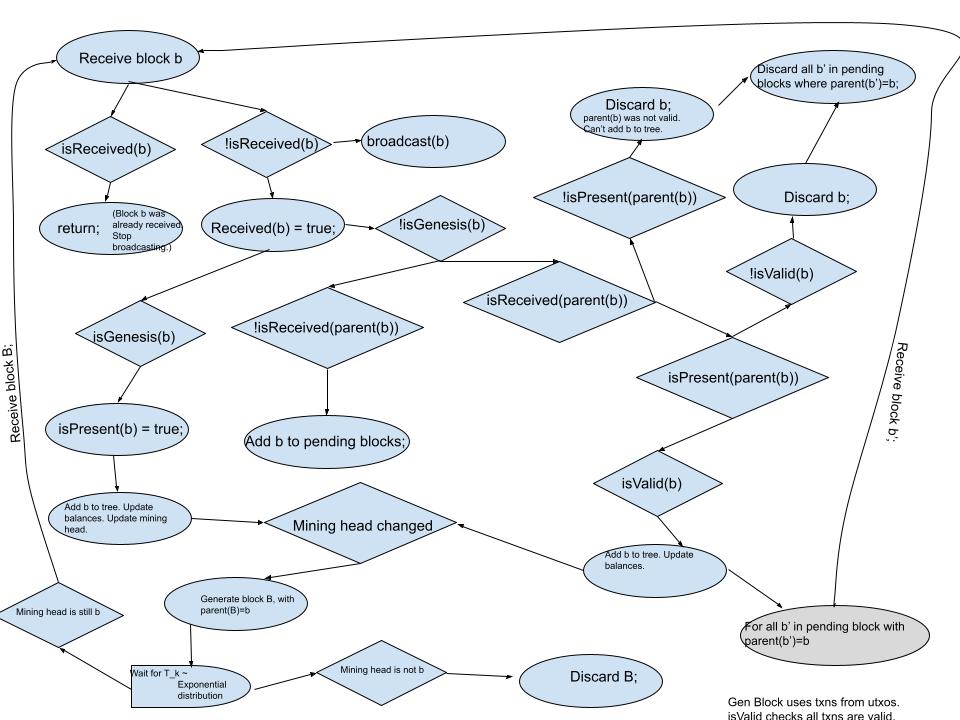 Receive block b
Discard all b' in pending
blocks where parent(b')=b;
Discard b;
parent(b) was not valid.
Can't add b to tree.
isReceived(b)
!isReceived(b)
broadcast(b)
!isPresent(parent(b))
Discard b;
return;
(Block b was
already received.
Stop
broadcasting.)
Received(b) = true;
!isGenesis(b)
!isValid(b)
isReceived(parent(b))
isGenesis(b)
!isReceived(parent(b))
isPresent(parent(b))
Receive block B;
Receive block b';
isPresent(b) = true;
Add b to pending blocks;
isValid(b)
Add b to tree. Update
balances. Update mining
head.
Mining head changed
Add b to tree. Update
balances.
Mining head is still b
Generate block B, with
parent(B)=b
For all b' in pending block with
parent(b')=b
Wait for T_k ~
Exponential
distribution
Mining head is not b
Discard B;
Gen Block uses txns from utxos.
isValid checks all txns are valid.